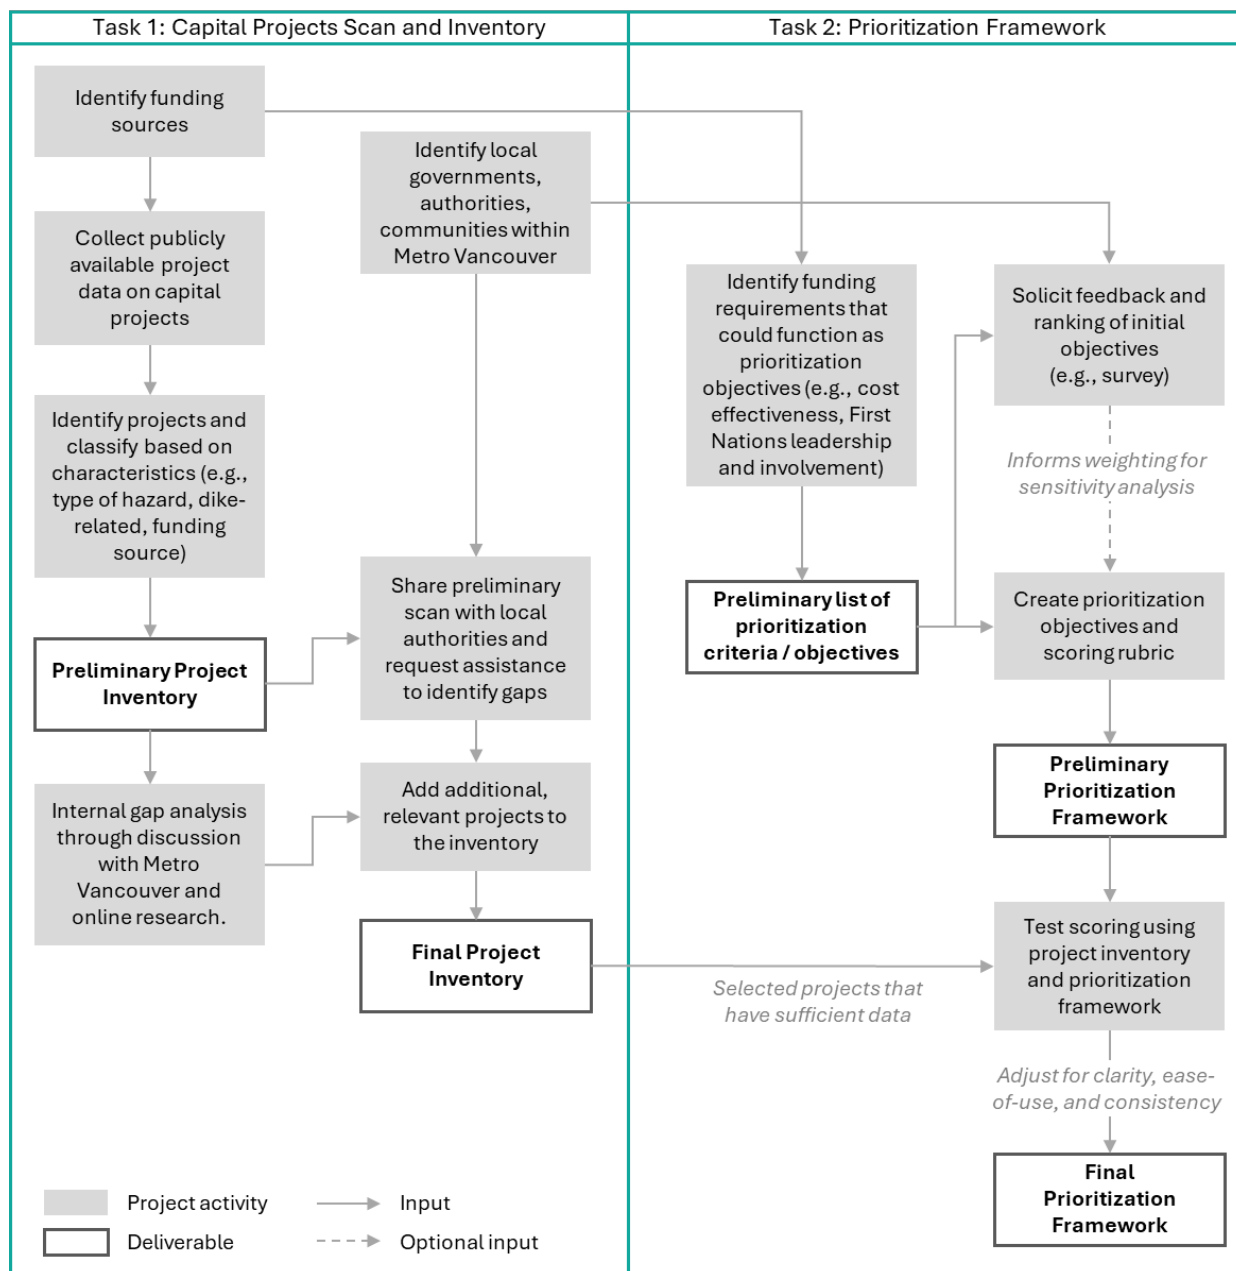 Task 1: Capital Projects Scan and Inventory
Identify funding
sources
Collect publicly
available project
data on capital
projects
Identify projects and
classify based on
characteristics (e.g.,
type of hazard, dike-
related, funding
source)
Preliminary Project
Inventory
Internal gap analysis
through discussion
with Metro
Vancouver and
online research.
Identify local
governments,
authorities,
communities within
Metro Vancouver
Share preliminary
scan with local
authorities and
request assistance
to identify gaps
Add additional,
relevant projects to
the inventory
Final Project
Inventory
Task 2: Prioritization Framework
Identify funding
requirements that
could function as
prioritization
objectives (e.g., cost
effectiveness, First
Nations leadership
and involvement)
Preliminary list of
prioritization
criteria / objectives
Solicit feedback and
ranking of initial
objectives
(e.g., survey)
Informs weighting for
sensitivity analysis
Create prioritization
objectives and
scoring rubric
Preliminary
Prioritization
Framework
Selected projects that
have sufficient data
Test scoring using
project inventory
and prioritization
framework
Adjust for clarity, ease-
of-use, and consistency
Final
Prioritization
Framework
Project activity
Input
Deliverable
Optional input